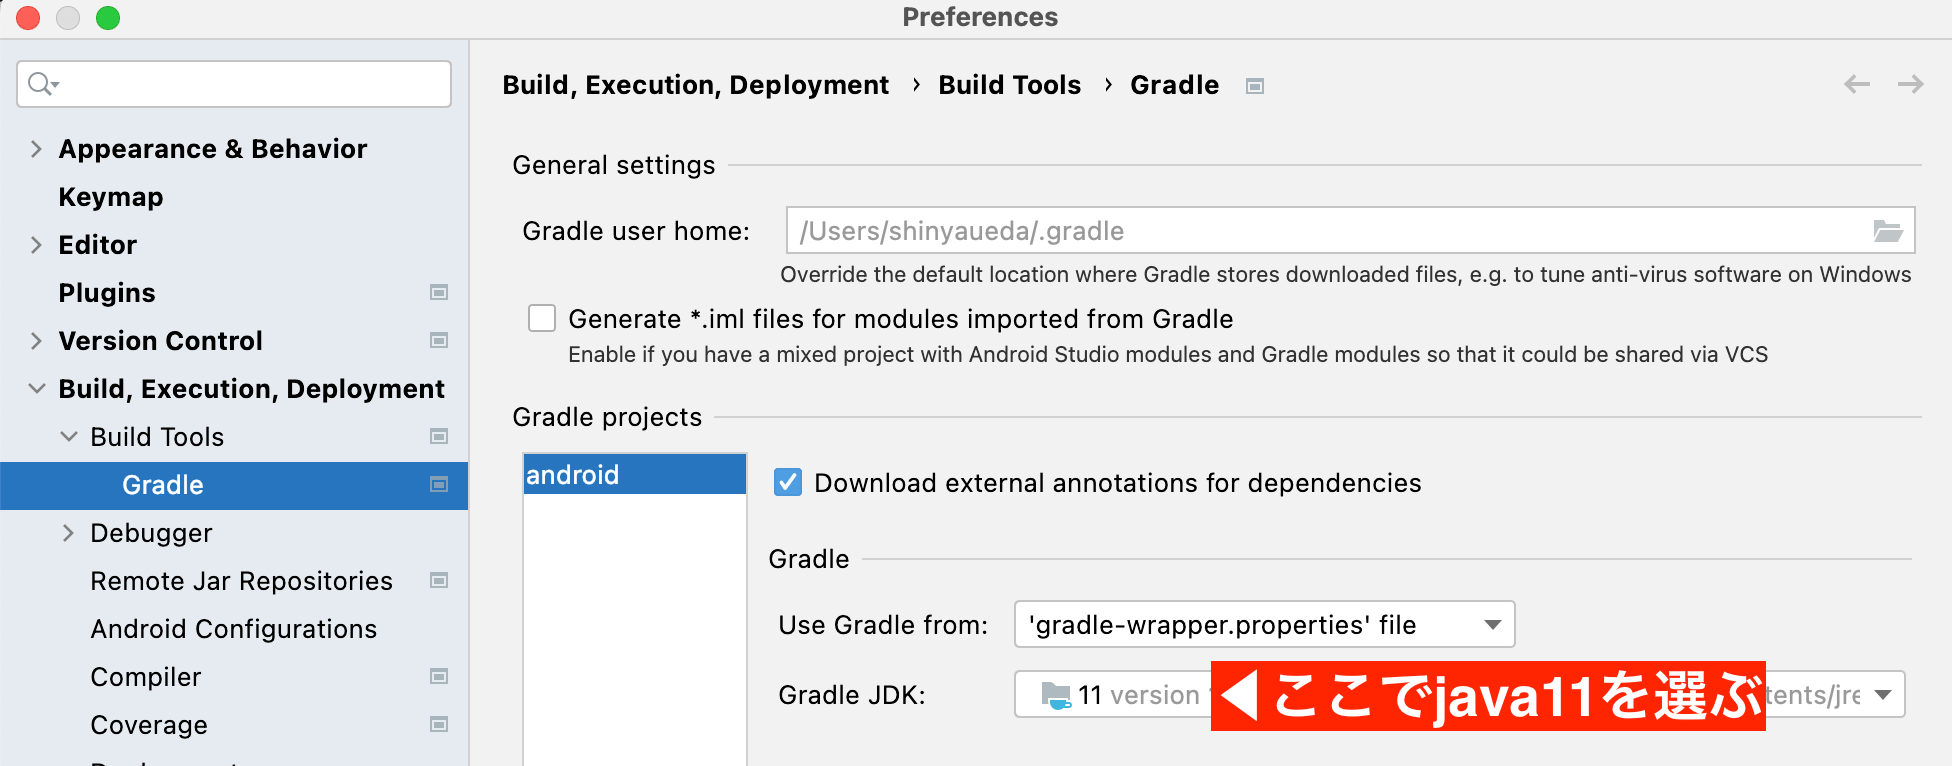 Preferences
Appearance & Behavior
Keymap
Editor
Plugins
Version Control
Build, Execution, Deployment
Build Tools
Gradle
Debugger
Remote Jar Repositories
Android Configurations
Compiler
Coverage
Build, Execution, Deployment › Build Tools › Gradle
General settings
Gradle user home: /Users/shinyaueda/.gradle
Override the default location where Gradle stores downloaded files, e.g. to tune anti-virus software on Windows
Generate *.iml files for modules imported from Gradle
Enable if you have a mixed project with Android Studio modules and Gradle modules so that it could be shared via VCS
Gradle projects
android
Download external annotations for dependencies
Gradle
Use Gradle from: 'gradle-wrapper.properties' file
Gradle JDK: 11 version ◀ここでjava11を選ぶ tents/jre